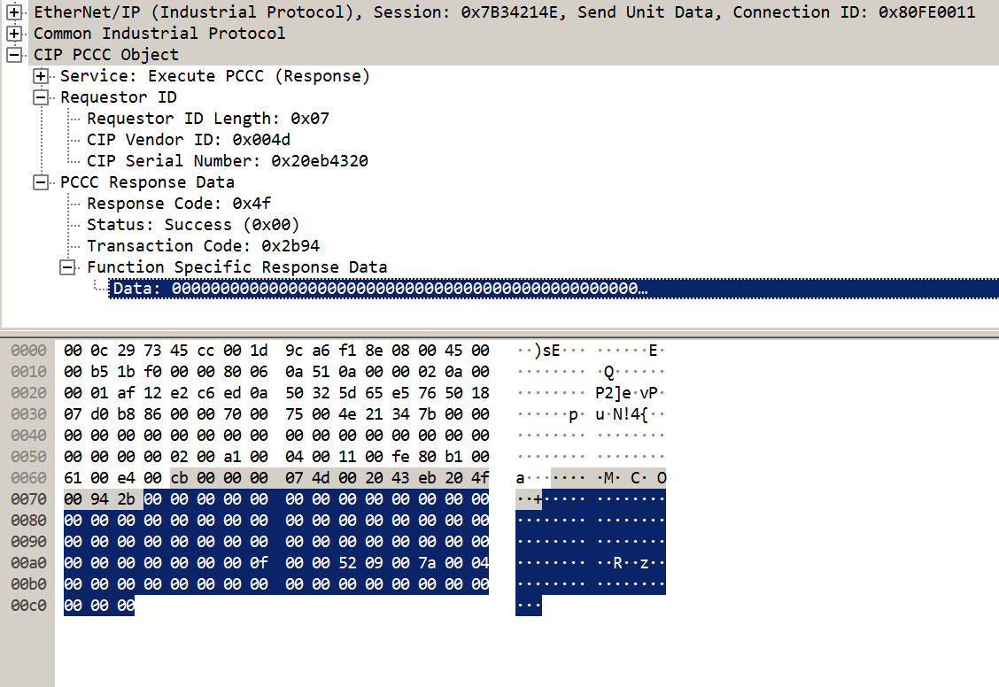 EtherNet/IP (Industrial Protocol), Session: 0x7B34214E, Send Unit Data, Connection ID: 0x80FE0011
Common Industrial Protocol
CIP PCCC Object
Service: Execute PCCC (Response)
Requestor ID
Requestor ID Length: 0x07
CIP Vendor ID: 0x004d
CIP Serial Number: 0x20eb4320
PCCC Response Data
Response Code: 0x4f
Status: Success (0x00)
Transaction Code: 0x2b94
Function Specific Response Data
Data: 000000000000000000000000000000000000000000000000…
0000 00 0c 29 73 45 cc 00 1d 9c a6 f1 8e 08 00 45 00 ··)sE··· ······E·
0010 00 b5 1b f0 00 00 80 06 0a 51 0a 00 00 02 0a 00 ········ ·Q······
0020 00 01 af 12 e2 c6 ed 0a 50 32 5d 65 e5 76 50 18 ········ P2]e·vP·
0030 07 d0 b8 86 00 00 70 00 75 00 4e 21 34 7b 00 00 ······p· u·N!4{··
0040 00 00 00 00 00 00 00 00 00 00 00 00 00 00 00 00 ········ ········
0050 00 00 00 00 02 00 a1 00 04 00 11 00 fe 80 b1 00 ········ ········
0060 61 00 e4 00 cb 00 00 00 07 4d 00 20 43 eb 20 4f a······· ·M· C· O
0070 00 94 2b 00 00 00 00 00 00 00 00 00 00 00 00 00 ··+····· ········
0080 00 00 00 00 00 00 00 00 00 00 00 00 00 00 00 00 ········ ········
0090 00 00 00 00 00 00 00 00 00 00 00 00 00 00 00 00 ········ ········
00a0 00 00 00 00 00 00 00 0f 00 00 52 09 00 7a 00 04 ········ ··R··z··
00b0 00 00 00 00 00 00 00 00 00 00 00 00 00 00 00 00 ········ ········
00c0 00 00 00 ···